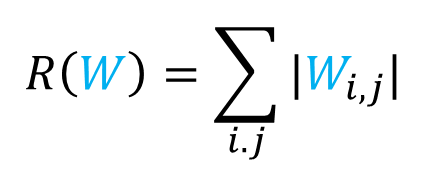 R(W) = ∑_{i.j} |W_{i,j}|